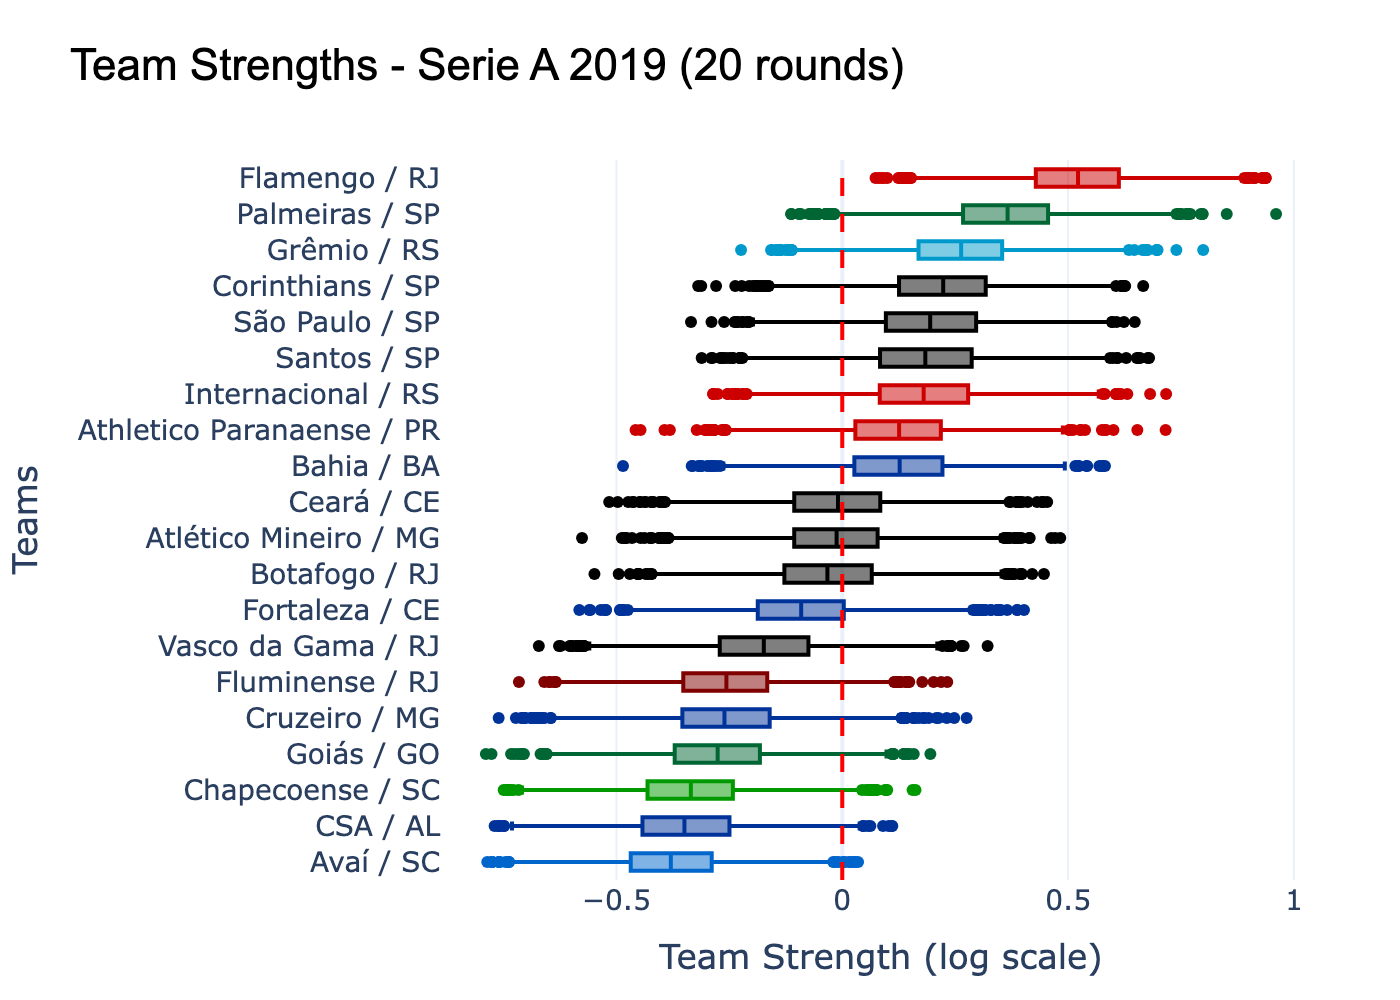 Team Strengths - Serie A 2019 (20 rounds)
Teams
Flamengo / RJ
Palmeiras / SP
Grêmio / RS
Corinthians / SP
São Paulo / SP
Santos / SP
Internacional / RS
Athletico Paranaense / PR
Bahia / BA
Ceará / CE
Atlético Mineiro / MG
Botafogo / RJ
Fortaleza / CE
Vasco da Gama / RJ
Fluminense / RJ
Cruzeiro / MG
Goiás / GO
Chapecoense / SC
CSA / AL
Avaí / SC
−0.5 0 0.5 1
Team Strength (log scale)